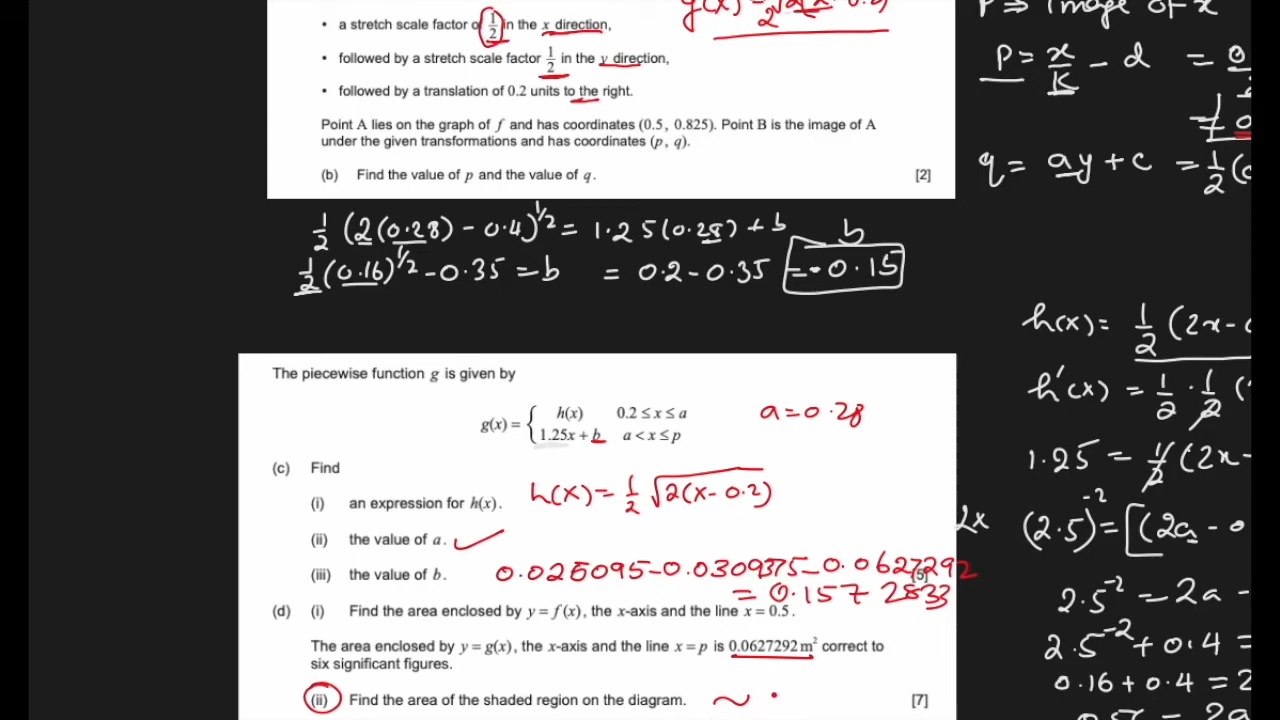 • a stretch scale factor of 1/2 in the x direction,
• followed by a stretch scale factor 1/2 in the y direction,
• followed by a translation of 0.2 units to the right.
Point A lies on the graph of f and has coordinates (0.5, 0.825). Point B is the image of A
under the given transformations and has coordinates (p, q).
(b) Find the value of p and the value of q. [2]
P ⇒ image of x
P = x/k - d = 0
q = ay + c = 1/2(0
1/2 (2(0.28) - 0.4)^1/2 = 1.25(0.28) + b
1/2 (0.16)^1/2 - 0.35 = b = 0.2 - 0.35 = -0.15
b
The piecewise function g is given by
g(x) = { h(x) 0.2 ≤ x ≤ a
1.25x + b a < x ≤ p
a = 0.28
(c) Find
(i) an expression for h(x). h(x) = 1/2 √2(x - 0.2)
(ii) the value of a.
(iii) the value of b. [5]
0.025095 - 0.0309375 - 0.0627292
= 0.1572833
(d) (i) Find the area enclosed by y = f(x), the x-axis and the line x = 0.5.
The area enclosed by y = g(x), the x-axis and the line x = p is 0.0627292 m² correct to
six significant figures.
(ii) Find the area of the shaded region on the diagram. [7]
h(x) = 1/2 (2x -
h'(x) = 1/2 · 1/2 (
1.25 = 1/2 (2x -
2x (2.5)^-2 = [(2a - 0
2.5^-2 = 2a -
2.5^-2 + 0.4 =
0.16 + 0.4 = 2